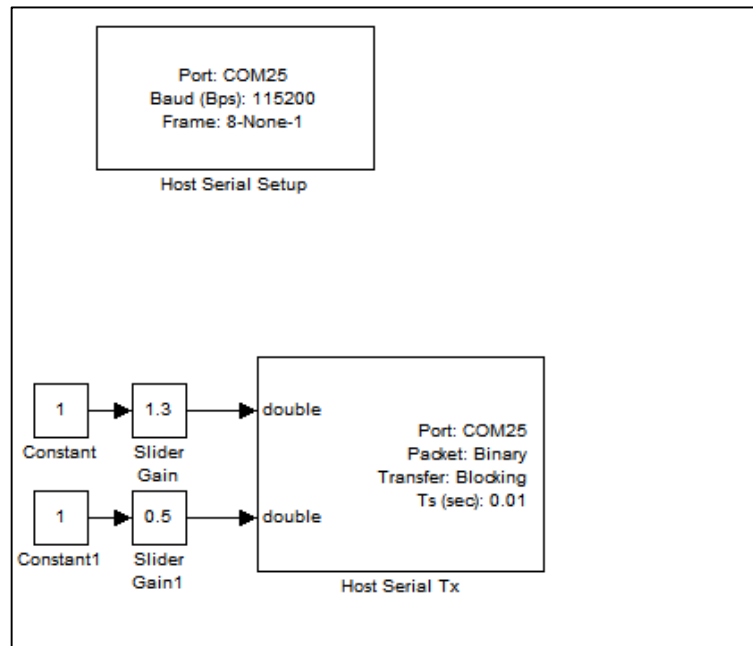 Port: COM25
Baud (Bps): 115200
Frame: 8-None-1
Host Serial Setup
1
1.3
double
Constant
Slider
Gain
Port: COM25
Packet: Binary
Transfer: Blocking
Ts (sec): 0.01
1
0.5
double
Constant1
Slider
Gain1
Host Serial Tx